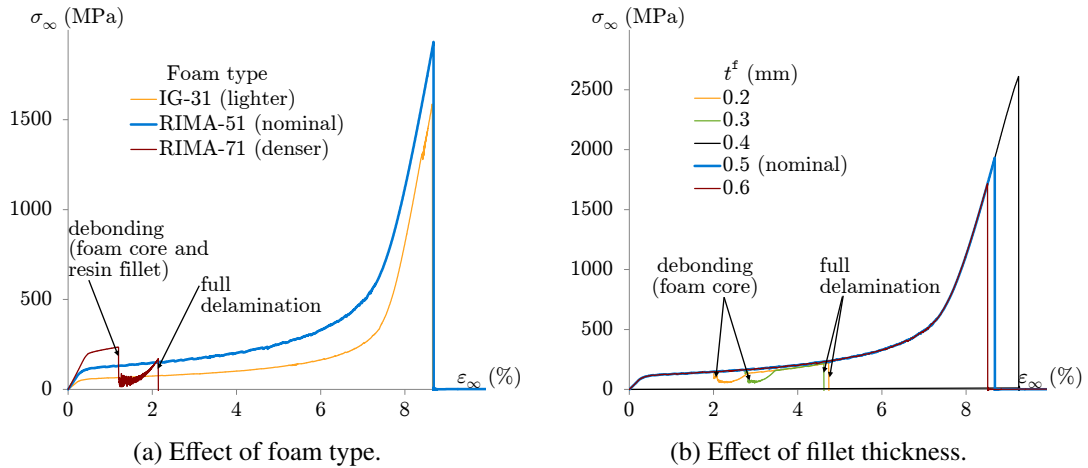 σ∞ (MPa)
Foam type
IG-31 (lighter)
RIMA-51 (nominal)
RIMA-71 (denser)
1500
1000
500
0
debonding
(foam core and
resin fillet)
full
delamination
0 2 4 6 8
ε∞ (%)
(a) Effect of foam type.
σ∞ (MPa)
tᶠ (mm)
0.2
0.3
0.4
0.5 (nominal)
0.6
2500
2000
1500
1000
500
0
debonding
(foam core)
full
delamination
0 2 4 6 8
ε∞ (%)
(b) Effect of fillet thickness.